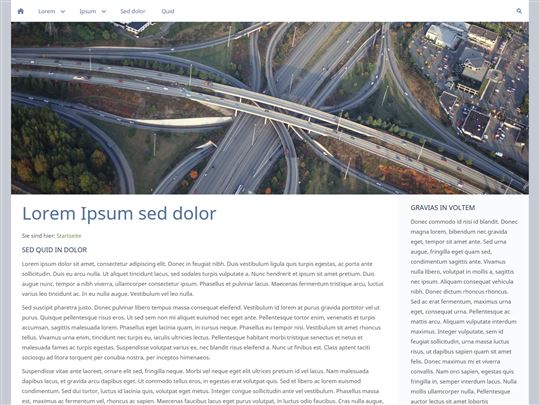 Lorem Ipsum Sed dolor Quid
Lorem Ipsum sed dolor
Sie sind hier: Startseite
SED QUID IN DOLOR
Lorem ipsum dolor sit amet, consectetur adipiscing elit. Donec in feugiat nibh. Duis vestibulum ligula quis turpis egestas, ac porta ante
sollicitudin. Duis eu arcu nulla. Ut aliquet tincidunt lacus, sed sodales turpis vulputate a. Nunc hendrerit et ipsum sit amet pretium. Duis
augue nunc, tempor a nibh viverra, ullamcorper consectetur ipsum. Phasellus et pulvinar lacus. Maecenas fermentum tristique arcu, luctus
varius leo tincidunt ac. In eu nulla augue. Vestibulum vel leo nulla.
Sed suscipit pharetra justo. Donec pulvinar libero tempus massa consequat eleifend. Vestibulum id lorem at purus gravida porttitor vel ut
purus. Quisque pellentesque risus eros. Ut sed sem non mi aliquet euismod nec eget ante. Pellentesque tortor enim, venenatis et turpis
accumsan, sagittis malesuada lorem. Phasellus eget lacinia quam, in cursus neque. Phasellus eu tempor nisi. Vestibulum sit amet rhoncus
tellus. Vivamus urna enim, tincidunt nec turpis eu, iaculis ultricies lectus. Pellentesque habitant morbi tristique senectus et netus et
malesuada fames ac turpis egestas. Suspendisse volutpat varius ex, nec blandit risus eleifend a. Nunc ut finibus est. Class aptent taciti
sociosqu ad litora torquent per conubia nostra, per inceptos himenaeos.
Suspendisse vitae ante laoreet, ornare elit sed, fringilla neque. Morbi vel neque eget elit ultricies pretium id vel lacus. Nam malesuada
dapibus lacus, et gravida arcu dapibus eget. Ut commodo tellus eros, in egestas erat volutpat quis. Sed et libero ac lorem euismod
condimentum. Sed dui tortor, luctus id mauris quis, volutpat eget metus. Integer congue sollicitudin ante vel vestibulum. Phasellus massa
est, maximus ac fermentum vel, rhoncus ac sapien. Maecenas faucibus lacus eget purus volutpat, in luctus odio faucibus. Cras nulla augue,
GRAVIAS IN VOLTEM
Donec commodo id nisi id blandit. Donec
magna lorem, bibendum nec gravida
eget, tempor sit amet ante. Sed urna
augue, fringilla eget quam sed,
condimentum sagittis ante. Vivamus
nulla libero, volutpat in mollis a, sagittis
nec ipsum. Aliquam consequat vehicula
nibh. Donec dictum rhoncus rhoncus.
Sed ac erat fermentum, maximus urna
eget, consequat urna. Pellentesque ac
mattis arcu. Aliquam vulputate interdum
maximus. Integer vulputate, sem id
feugiat sollicitudin, urna massa luctus
risus, ut dapibus sapien quam sit amet
felis. Donec maximus mi et viverra
convallis. Nam orci sapien, egestas quis
fringilla in, semper interdum lacus. Nulla
mollis quam erat, vel gravida metus
auctor lectus sit amet lobortis